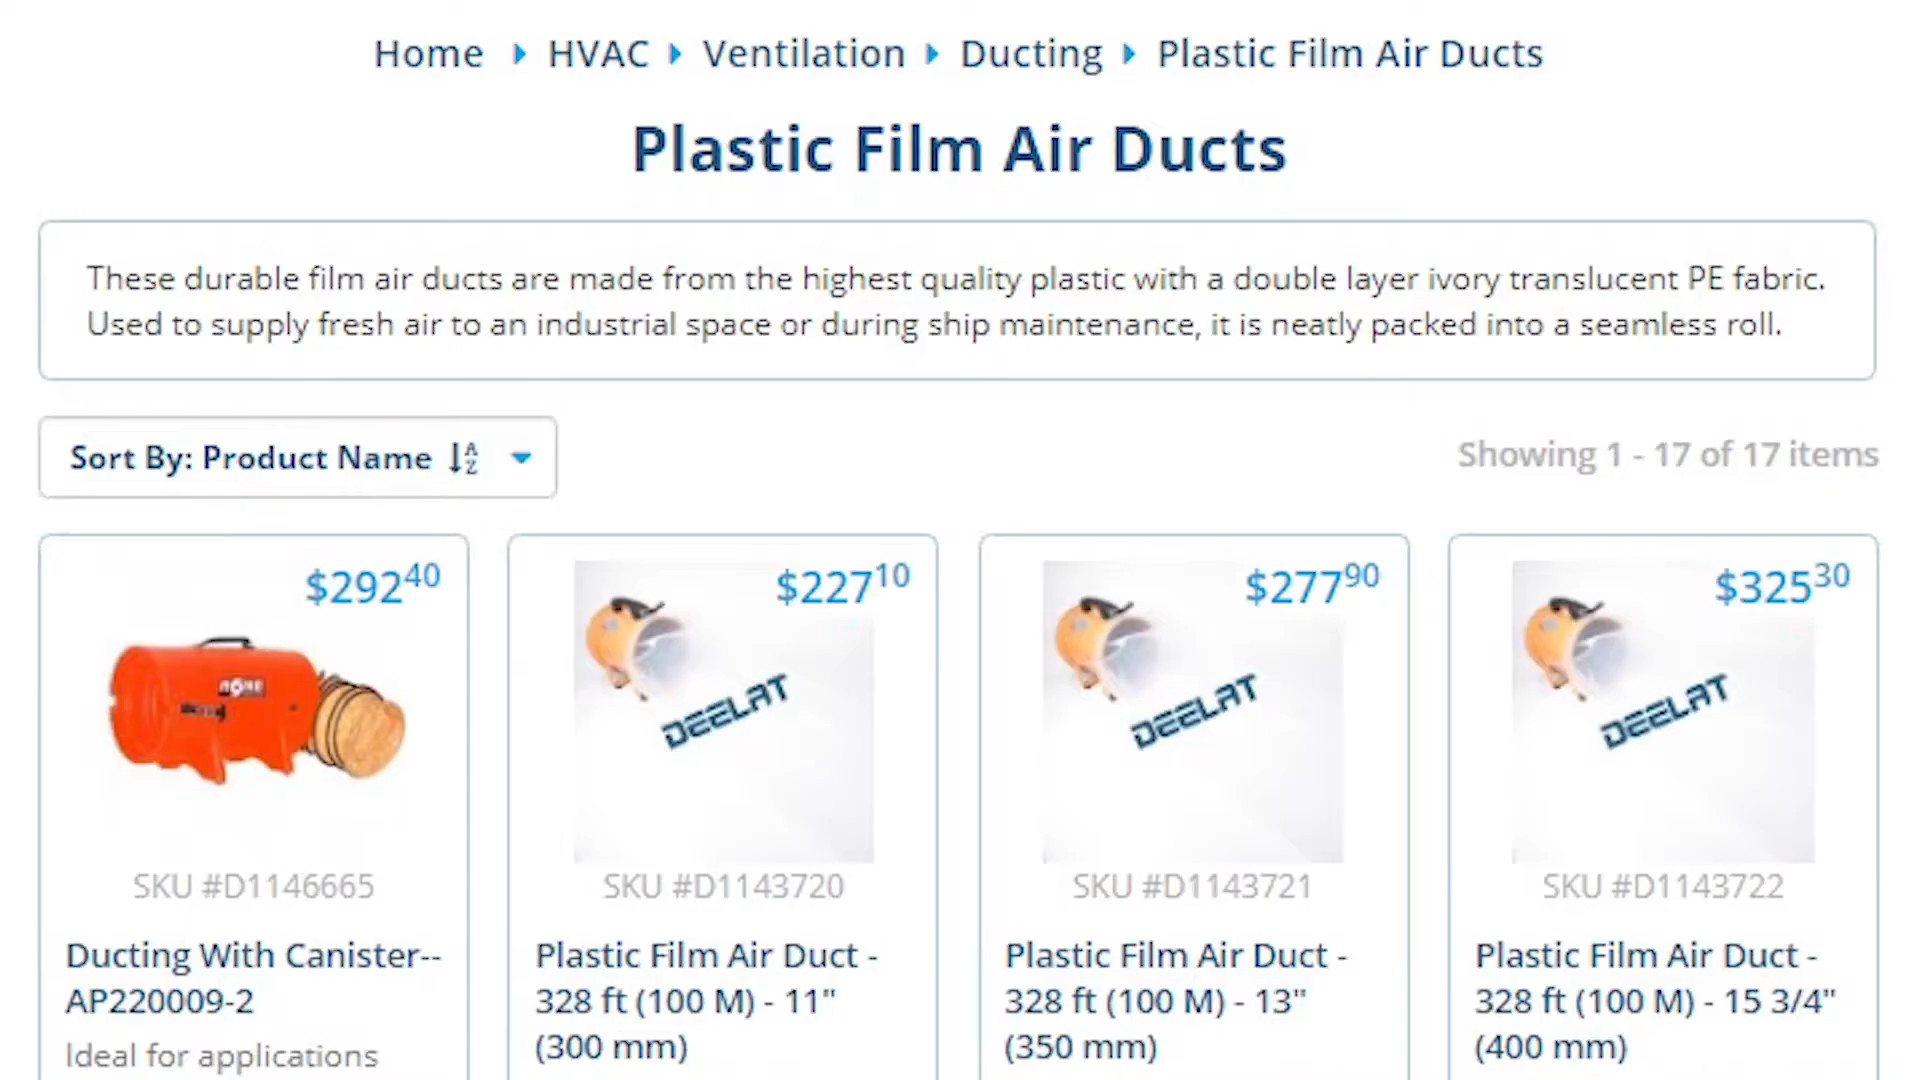 Home HVAC Ventilation Ducting Plastic Film Air Ducts
Plastic Film Air Ducts
These durable film air ducts are made from the highest quality plastic with a double layer ivory translucent PE fabric.
Used to supply fresh air to an industrial space or during ship maintenance, it is neatly packed into a seamless roll.
Sort By: Product Name
Showing 1 - 17 of 17 items
$292 40
SKU #D1146665
Ducting With Canister--
AP220009-2
Ideal for applications
$227 10
DEELAT
SKU #D1143720
Plastic Film Air Duct -
328 ft (100 M) - 11"
(300 mm)
$277 90
DEELAT
SKU #D1143721
Plastic Film Air Duct -
328 ft (100 M) - 13"
(350 mm)
$325 30
DEELAT
SKU #D1143722
Plastic Film Air Duct -
328 ft (100 M) - 15 3/4"
(400 mm)